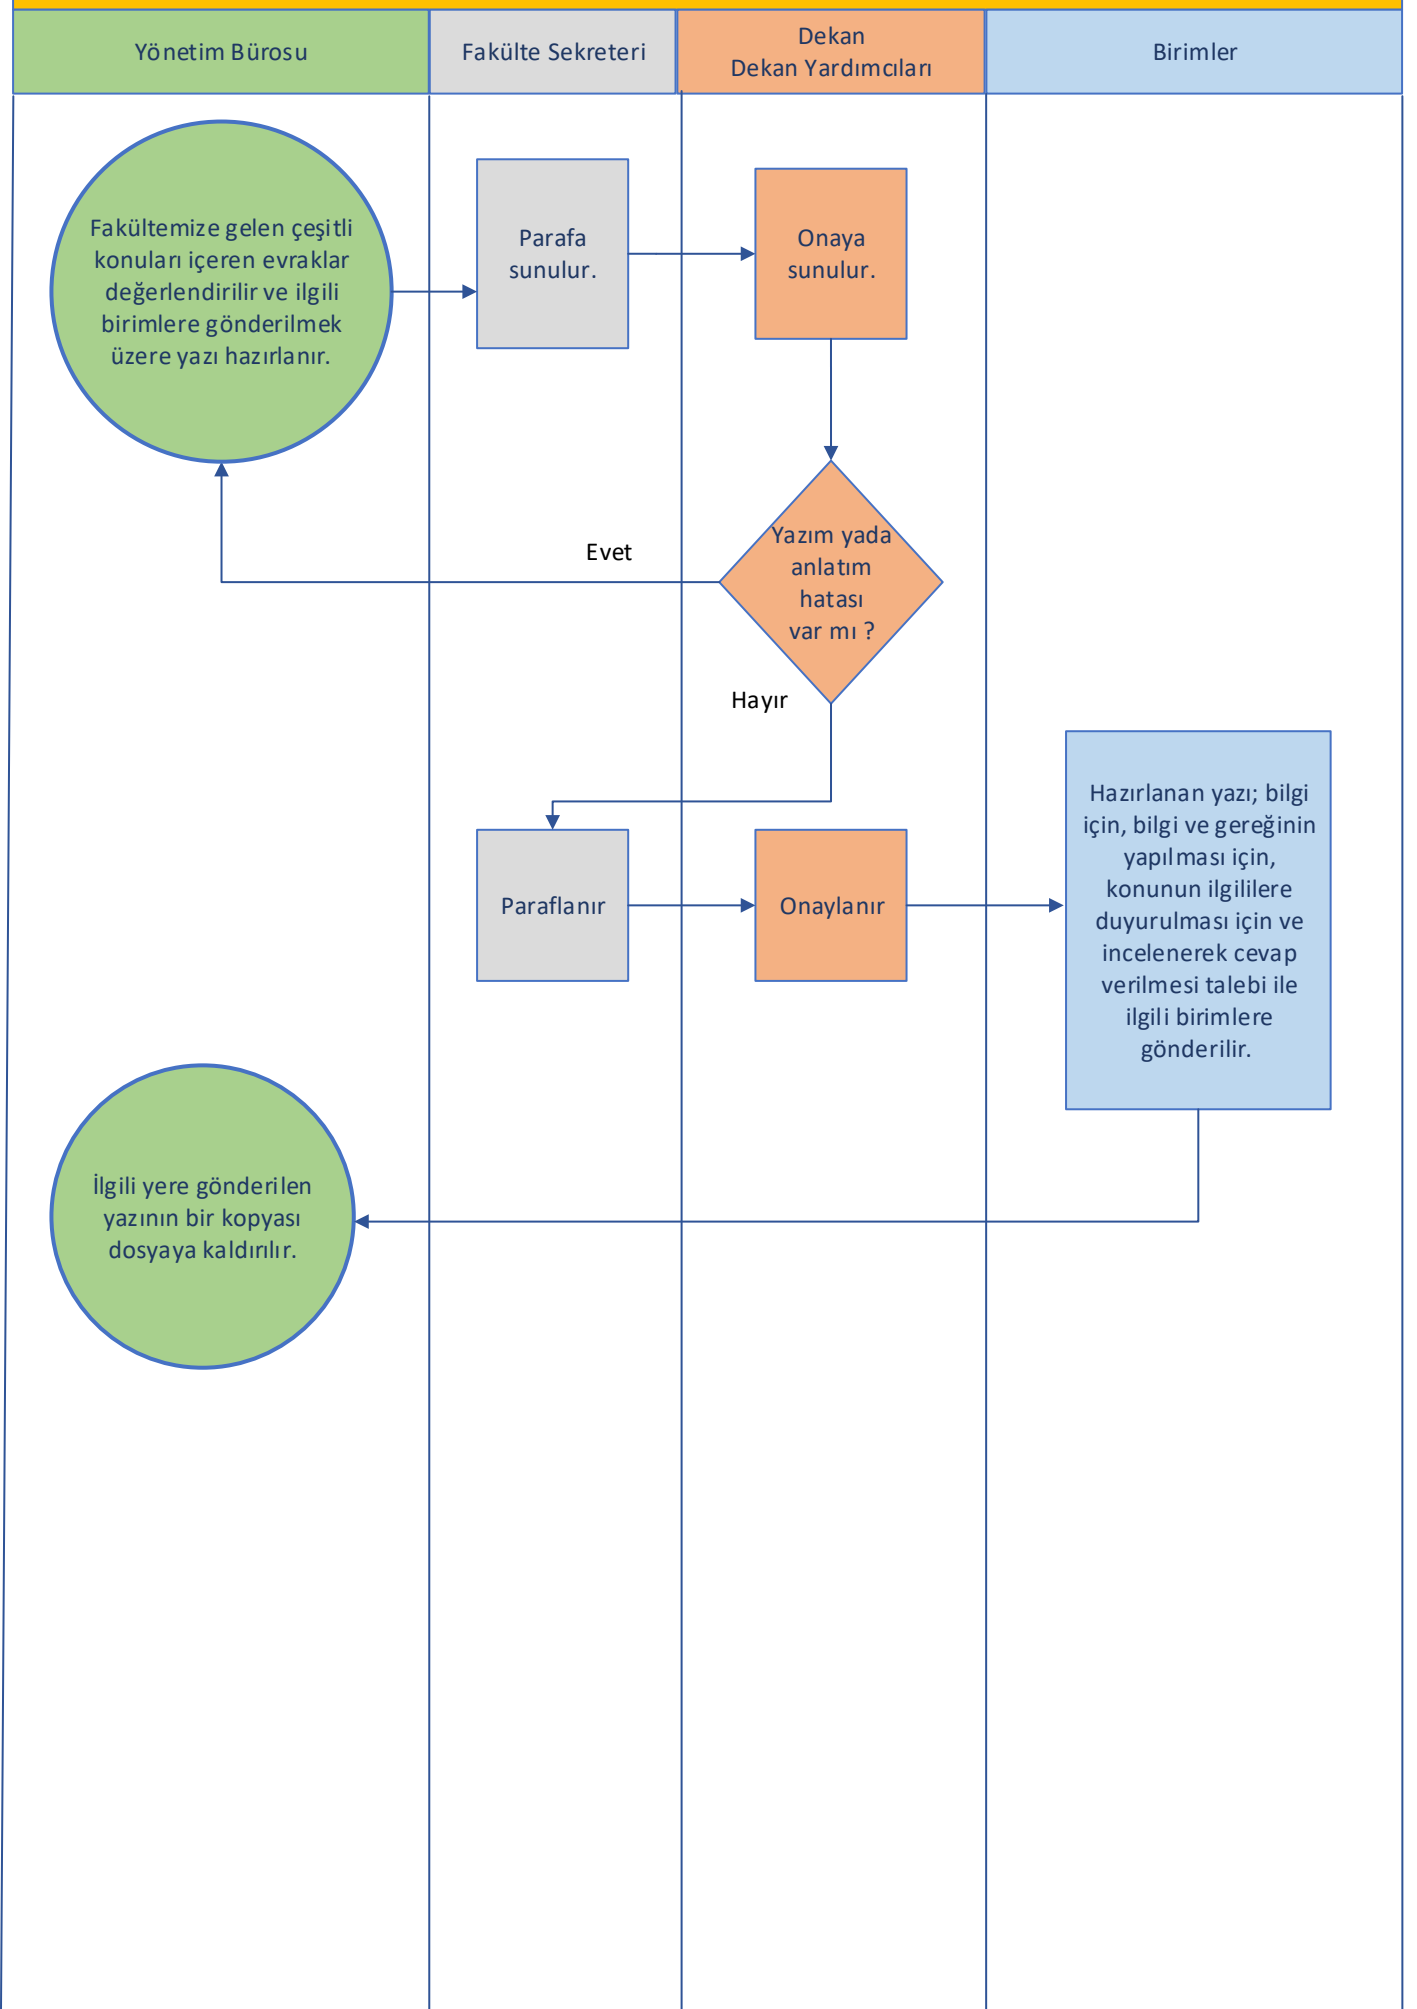 Yönetim Bürosu
Fakülte Sekreteri
Dekan
Dekan Yardımcıları
Birimler
Fakültemize gelen çeşitli
konuları içeren evraklar
değerlendirilir ve ilgili
birimlere gönderilmek
üzere yazı hazırlanır.
Parafa
sunulur.
Onaya
sunulur.
Yazım yada
anlatım
hatası
var mı ?
Evet
Hayır
Paraflanır
Onaylanır
Hazırlanan yazı; bilgi
için, bilgi ve gereğinin
yapılması için,
konunun ilgililere
duyurulması için ve
incelenerek cevap
verilmesi talebi ile
ilgili birimlere
gönderilir.
İlgili yere gönderilen
yazının bir kopyası
dosyaya kaldırılır.